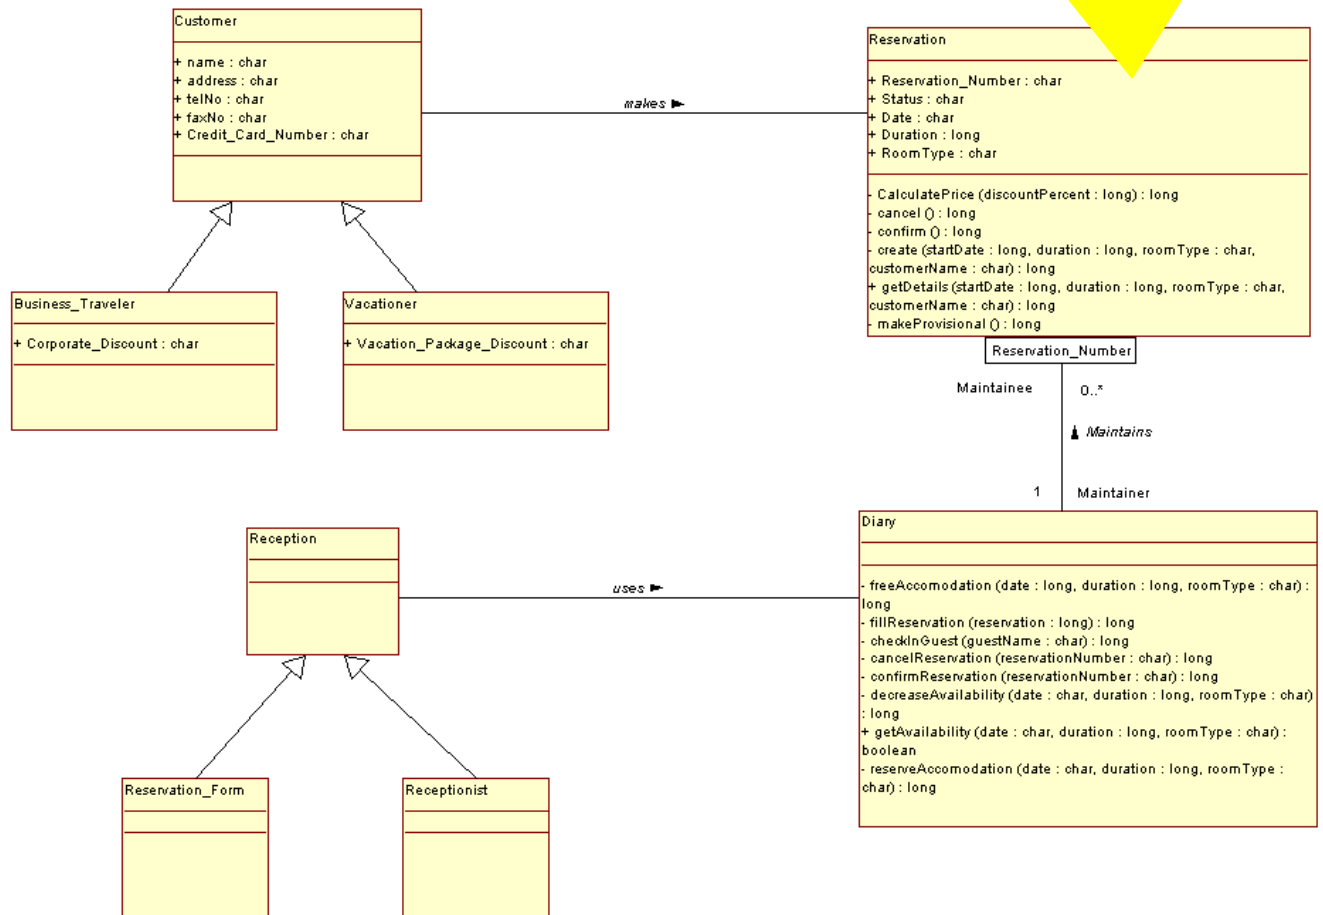 Customer
+ name : char
+ address : char
+ telNo : char
+ faxNo : char
+ Credit_Card_Number : char
makes
Reservation
+ Reservation_Number : char
+ Status : char
+ Date : char
+ Duration : long
+ RoomType : char
- CalculatePrice (discountPercent : long) : long
- cancel () : long
- confirm () : long
- create (startDate : long, duration : long, roomType : char,
customerName : char) : long
+ getDetails (startDate : long, duration : long, roomType : char,
customerName : char) : long
- makeProvisional () : long
Reservation_Number
Business_Traveler
+ Corporate_Discount : char
Vacationer
+ Vacation_Package_Discount : char
Maintainee
0..*
Maintains
1
Maintainer
Reception
uses
Diary
- freeAccomodation (date : long, duration : long, roomType : char) :
long
- fillReservation (reservation : long) : long
- checkInGuest (guestName : char) : long
- cancelReservation (reservationNumber : char) : long
- confirmReservation (reservationNumber : char) : long
- decreaseAvailability (date : char, duration : long, roomType : char)
: long
+ getAvailability (date : char, duration : long, roomType : char) :
boolean
- reserveAccomodation (date : char, duration : long, roomType :
char) : long
Reservation_Form
Receptionist